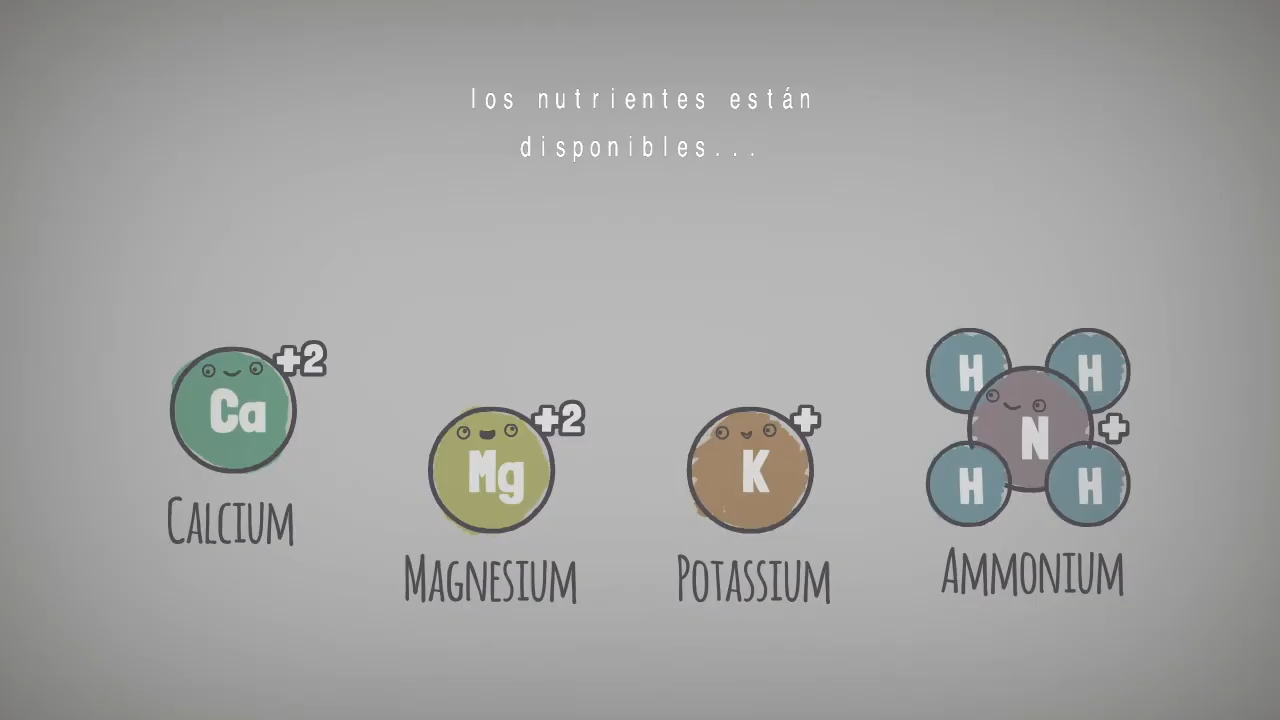 los nutrientes están
disponibles...
Ca +2
CALCIUM
Mg +2
MAGNESIUM
K +
POTASSIUM
H H
N +
H H
AMMONIUM